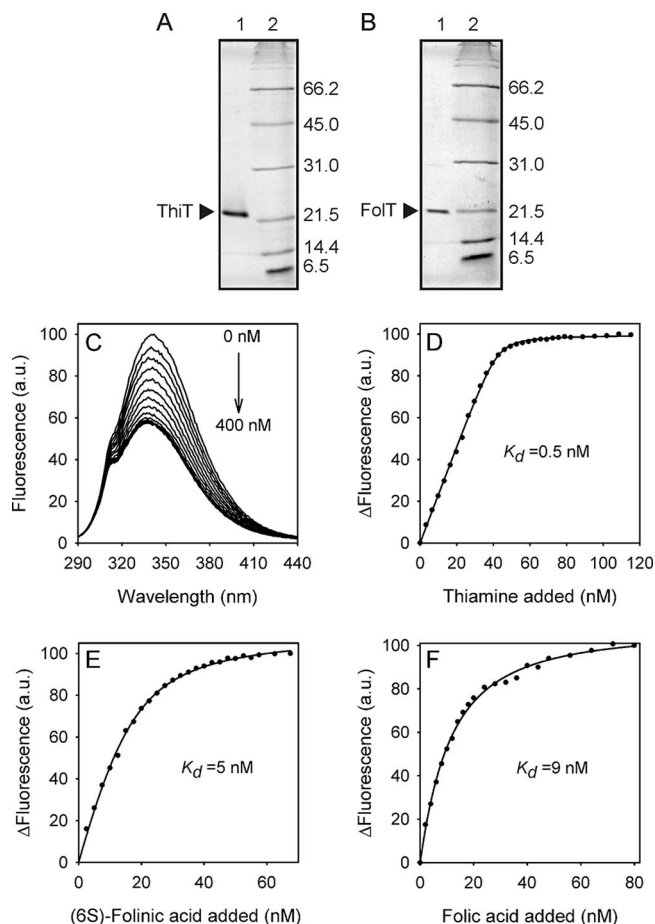 A
B
1 2
1 2
66.2
45.0
31.0
21.5
14.4
6.5
ThiT
66.2
45.0
31.0
21.5
14.4
6.5
FolT
C
0 nM
400 nM
Fluorescence (a.u.)
100
80
60
40
20
0
290 320 350 380 410 440
Wavelength (nm)
D
Kd =0.5 nM
ΔFluorescence (a.u.)
100
80
60
40
20
0
0 20 40 60 80 100 120
Thiamine added (nM)
E
Kd =5 nM
ΔFluorescence (a.u.)
100
80
60
40
20
0
0 20 40 60
(6S)-Folinic acid added (nM)
F
Kd =9 nM
ΔFluorescence (a.u.)
100
80
60
40
20
0
0 20 40 60 80
Folic acid added (nM)